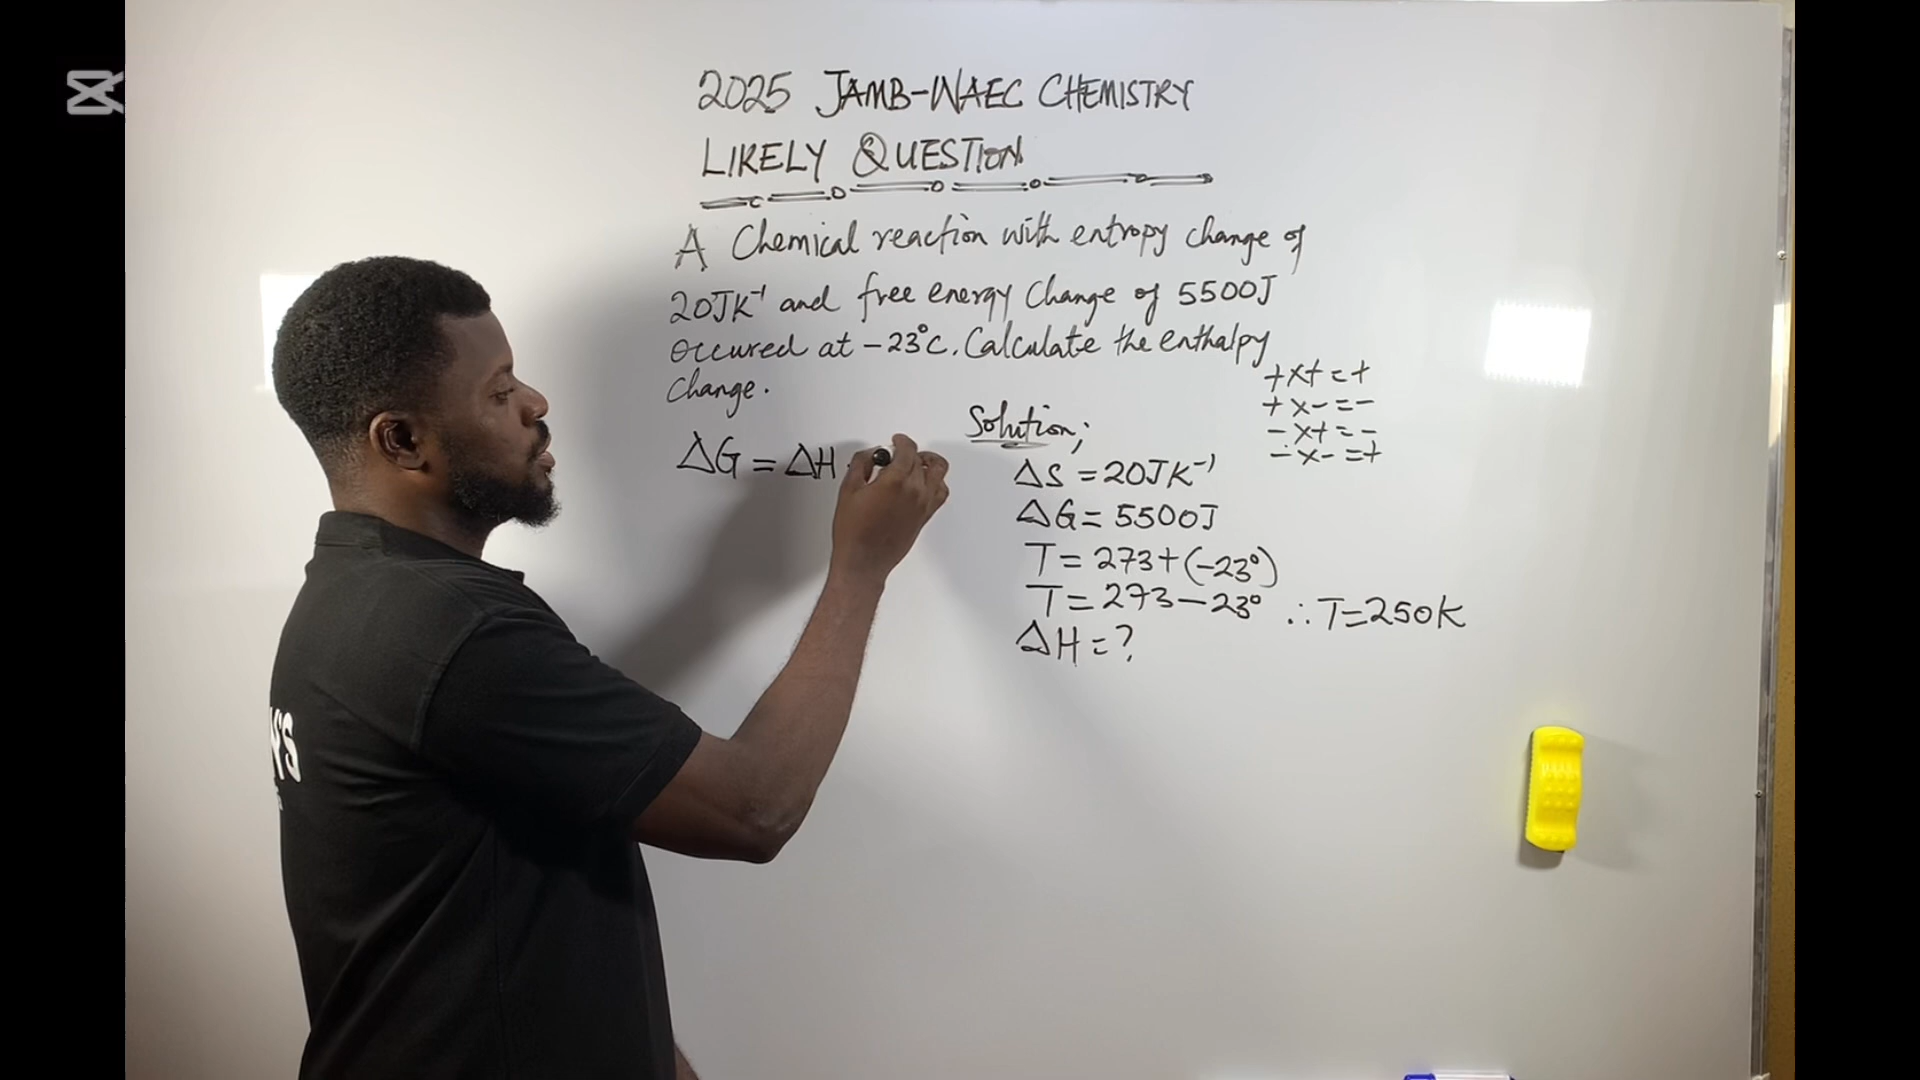 2025 JAMB-WAEC CHEMISTRY
LIKELY QUESTION
A Chemical reaction with entropy change of
20JK⁻¹ and free energy Change of 5500J
Occured at -23°C. Calculate the enthalpy
Change.
+x+=+
+x-=-
-x+=-
-x-=+
Solution;
ΔG = ΔH
ΔS = 20JK⁻¹
ΔG = 5500J
T = 273+(-23°)
T = 273-23° ∴ T=250K
ΔH = ?